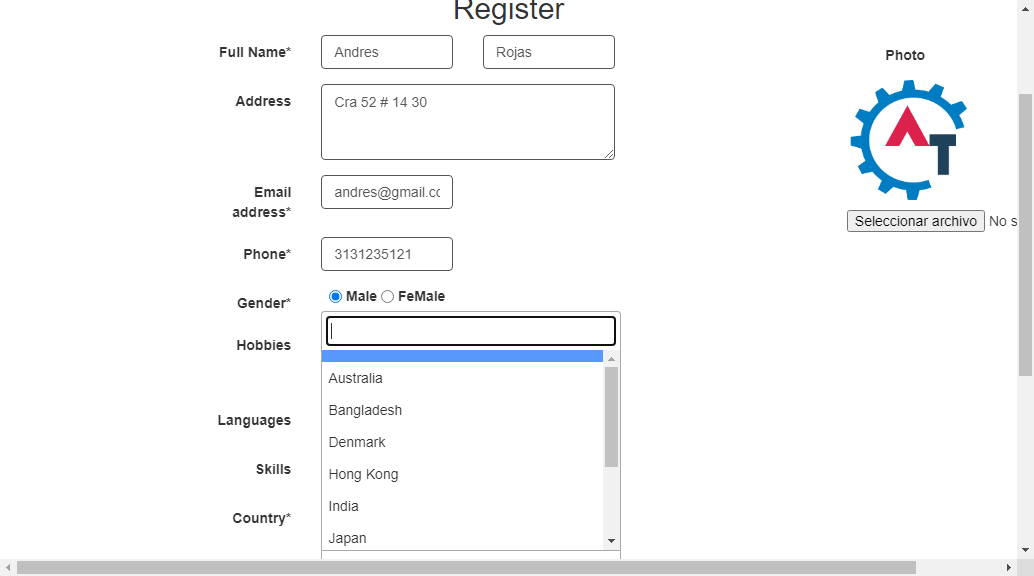 Register
Full Name* Andres Rojas
Photo
Address Cra 52 # 14 30
AT
Email address* andres@gmail.cc
Seleccionar archivo No s
Phone* 3131235121
Gender* Male FeMale
Hobbies
Australia
Bangladesh
Languages
Denmark
Skills
Hong Kong
India
Country*
Japan